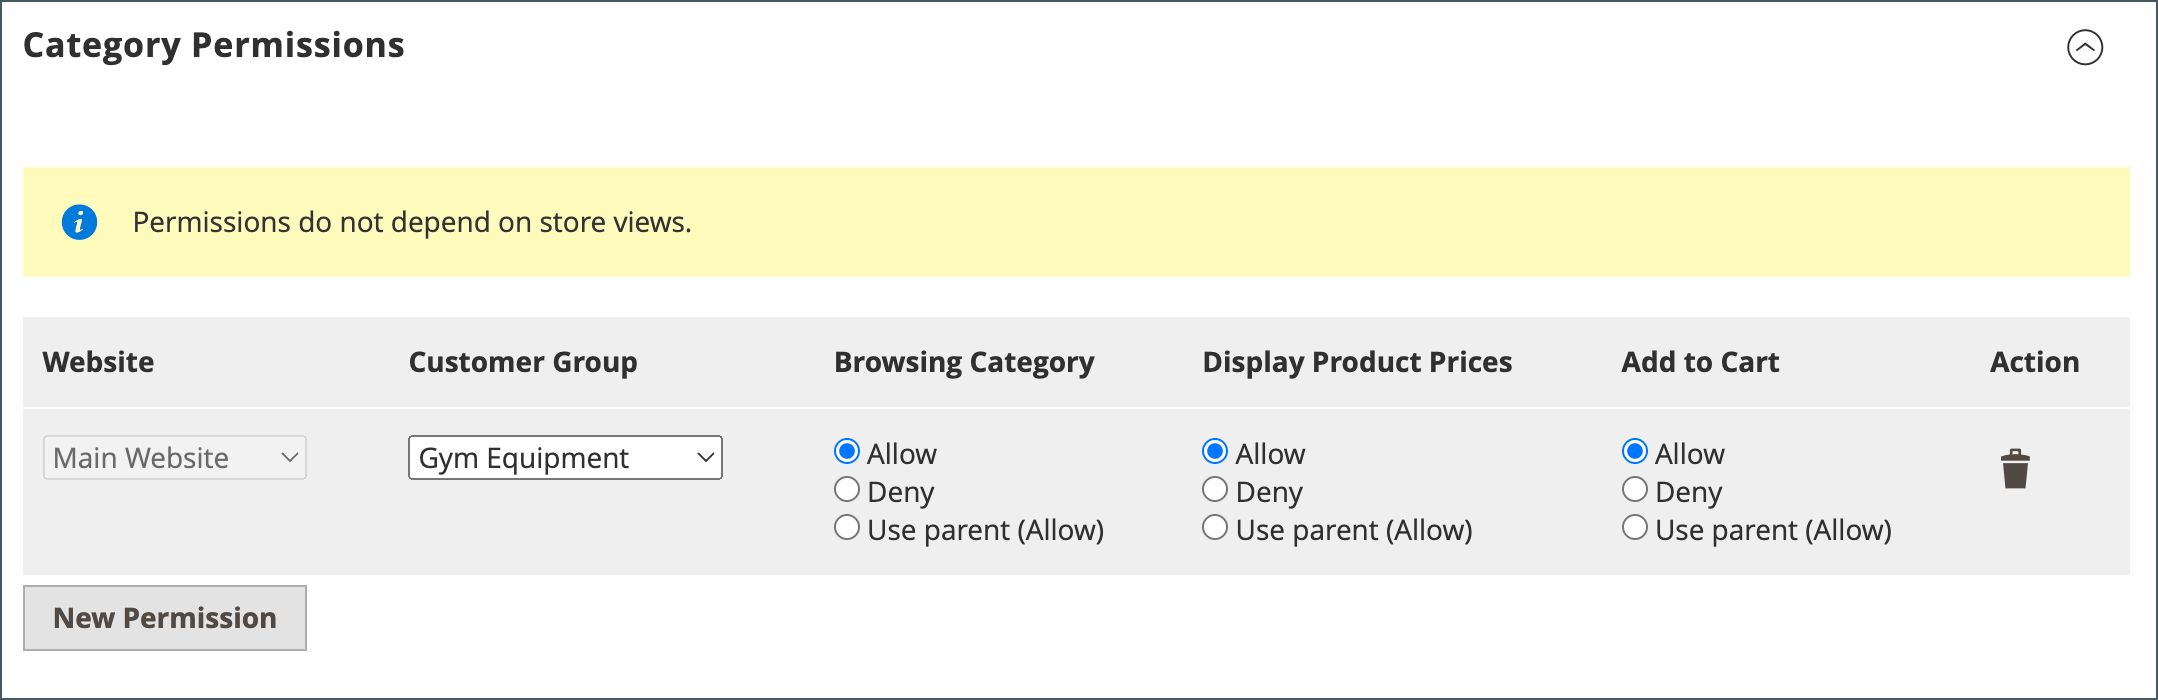 Category Permissions
i
Permissions do not depend on store views.
Website Customer Group Browsing Category Display Product Prices Add to Cart Action
Main Website Gym Equipment Allow Allow Allow
Deny Deny Deny
Use parent (Allow) Use parent (Allow) Use parent (Allow)
New Permission